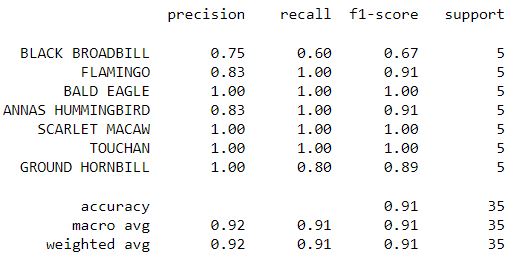 precision recall f1-score support
BLACK BROADBILL 0.75 0.60 0.67 5
FLAMINGO 0.83 1.00 0.91 5
BALD EAGLE 1.00 1.00 1.00 5
ANNAS HUMMINGBIRD 0.83 1.00 0.91 5
SCARLET MACAW 1.00 1.00 1.00 5
TOUCHAN 1.00 1.00 1.00 5
GROUND HORNBILL 1.00 0.80 0.89 5
accuracy 0.91 35
macro avg 0.92 0.91 0.91 35
weighted avg 0.92 0.91 0.91 35